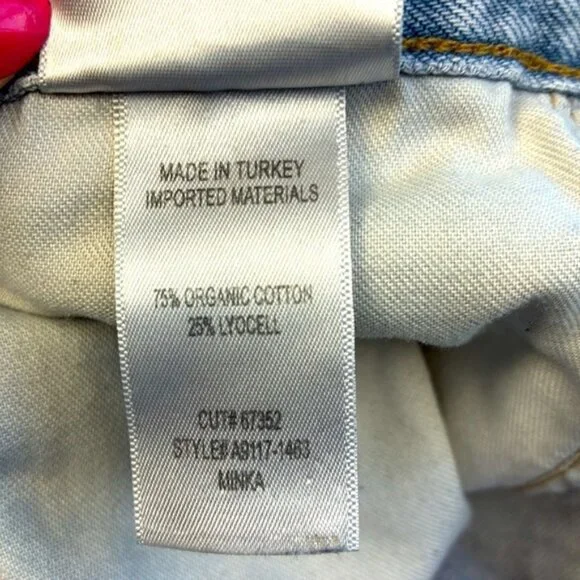 MADE IN TURKEY
IMPORTED MATERIALS
75% ORGANIC COTTON
25% LYOCELL
CUT# 67352
STYLE# A9117-1463
MINKA